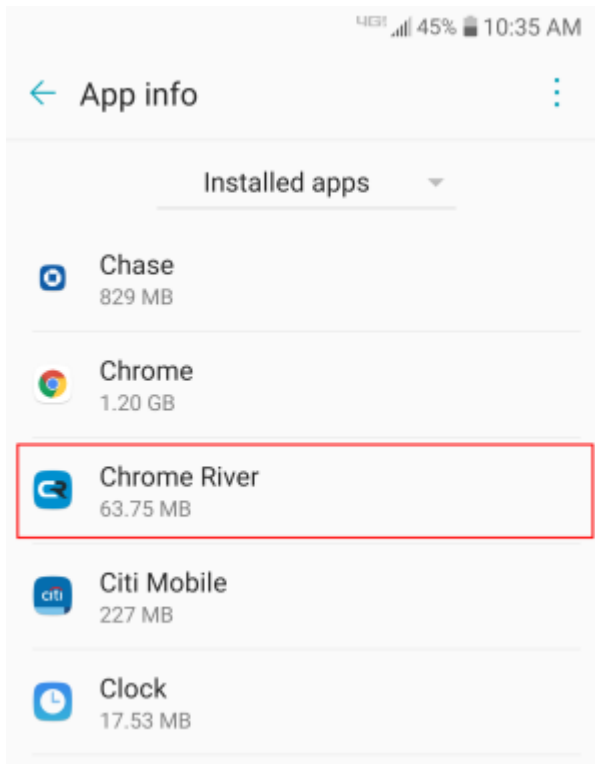 4G 45% 10:35 AM
App info
Installed apps
Chase
829 MB
Chrome
1.20 GB
CR
Chrome River
63.75 MB
citi
Citi Mobile
227 MB
Clock
17.53 MB